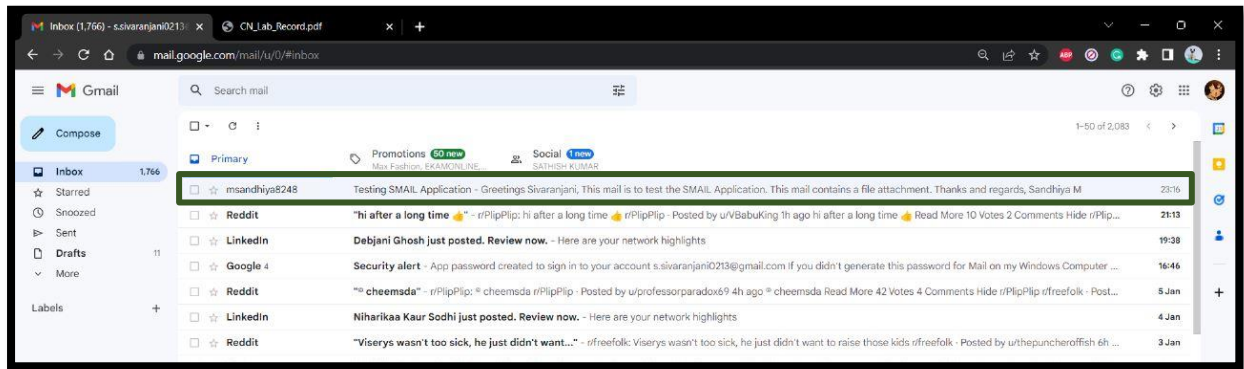 Inbox (1,766) - s.sivaranjani0213 CN_Lab_Record.pdf
mail.google.com/mail/u/0/#inbox
ABP
Gmail Search mail
Compose 1-50 of 2,083
Primary Promotions 50 new Social 1 new
Max Fashion, EKAMONLINE,... SATHISH KUMAR
Inbox 1,766
msandhiya8248 Testing SMAIL Application - Greetings Sivaranjani, This mail is to test the SMAIL Application. This mail contains a file attachment. Thanks and regards, Sandhiya M 23:16
Starred
Snoozed
Reddit "hi after a long time 👍" - r/PlipPlip: hi after a long time 👍 r/PlipPlip · Posted by u/VBabuKing 1h ago hi after a long time 👍 Read More 10 Votes 2 Comments Hide r/Plip... 21:13
Sent
LinkedIn Debjani Ghosh just posted. Review now. - Here are your network highlights 19:38
Drafts 11
Google 4 Security alert - App password created to sign in to your account s.sivaranjani0213@gmail.com If you didn't generate this password for Mail on my Windows Computer ... 16:46
More
Reddit "® cheemsda" - r/PlipPlip: ® cheemsda r/PlipPlip · Posted by u/professorparadox69 4h ago ® cheemsda Read More 42 Votes 4 Comments Hide r/PlipPlip r/freefolk · Post... 5 Jan
Labels
LinkedIn Niharikaa Kaur Sodhi just posted. Review now. - Here are your network highlights 4 Jan
Reddit "Viserys wasn't too sick, he just didn't want..." - r/freefolk: Viserys wasn't too sick, he just didn't want to raise those kids r/freefolk · Posted by u/thepuncheroffish 6h ... 3 Jan